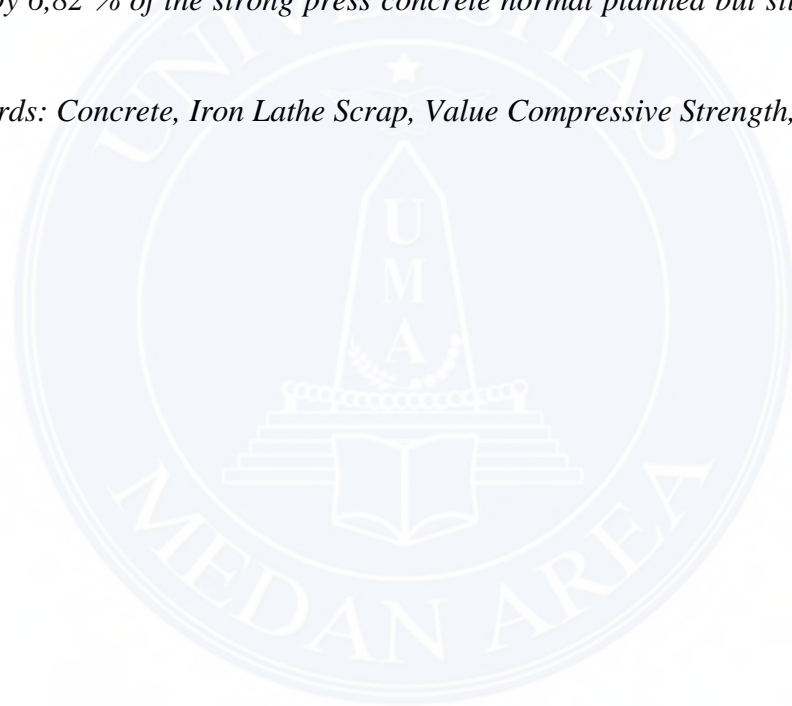 by 6,82 % of the strong press concrete normal planned but
rds: Concrete, Iron Lathe Scrap, Value Compressive Strength,
UNIVERSITAS
U
M
A
MEDAN AREA